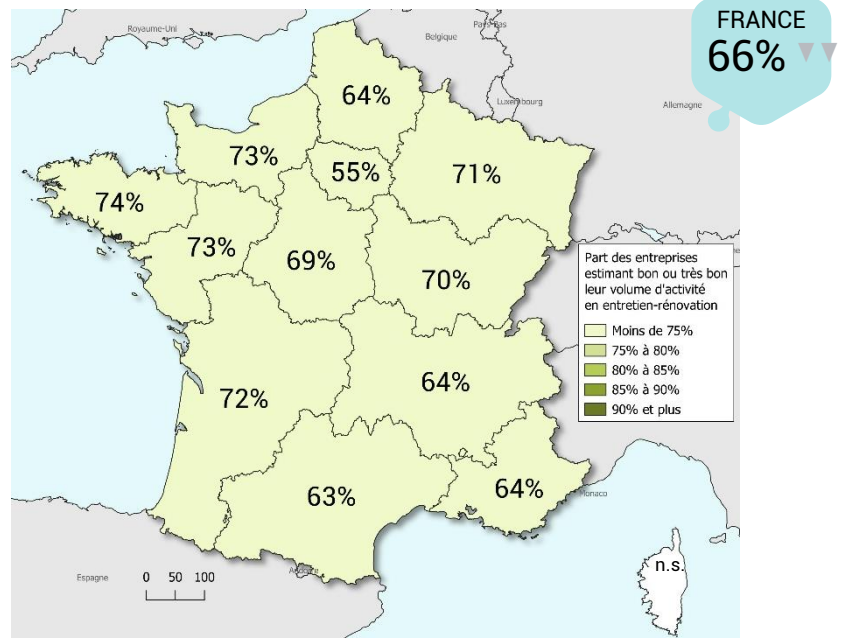 FRANCE
66%
Royaume-Uni
Pays-Bas
Belgique
Luxembourg
Allemagne
64%
73%
55%
71%
74%
73%
69%
70%
Part des entreprises
estimant bon ou très bon
leur volume d'activité
en entretien-rénovation
Moins de 75%
75% à 80%
80% à 85%
85% à 90%
90% et plus
72%
64%
63%
64%
Monaco
n.s.
Espagne
Andorre
0 50 100